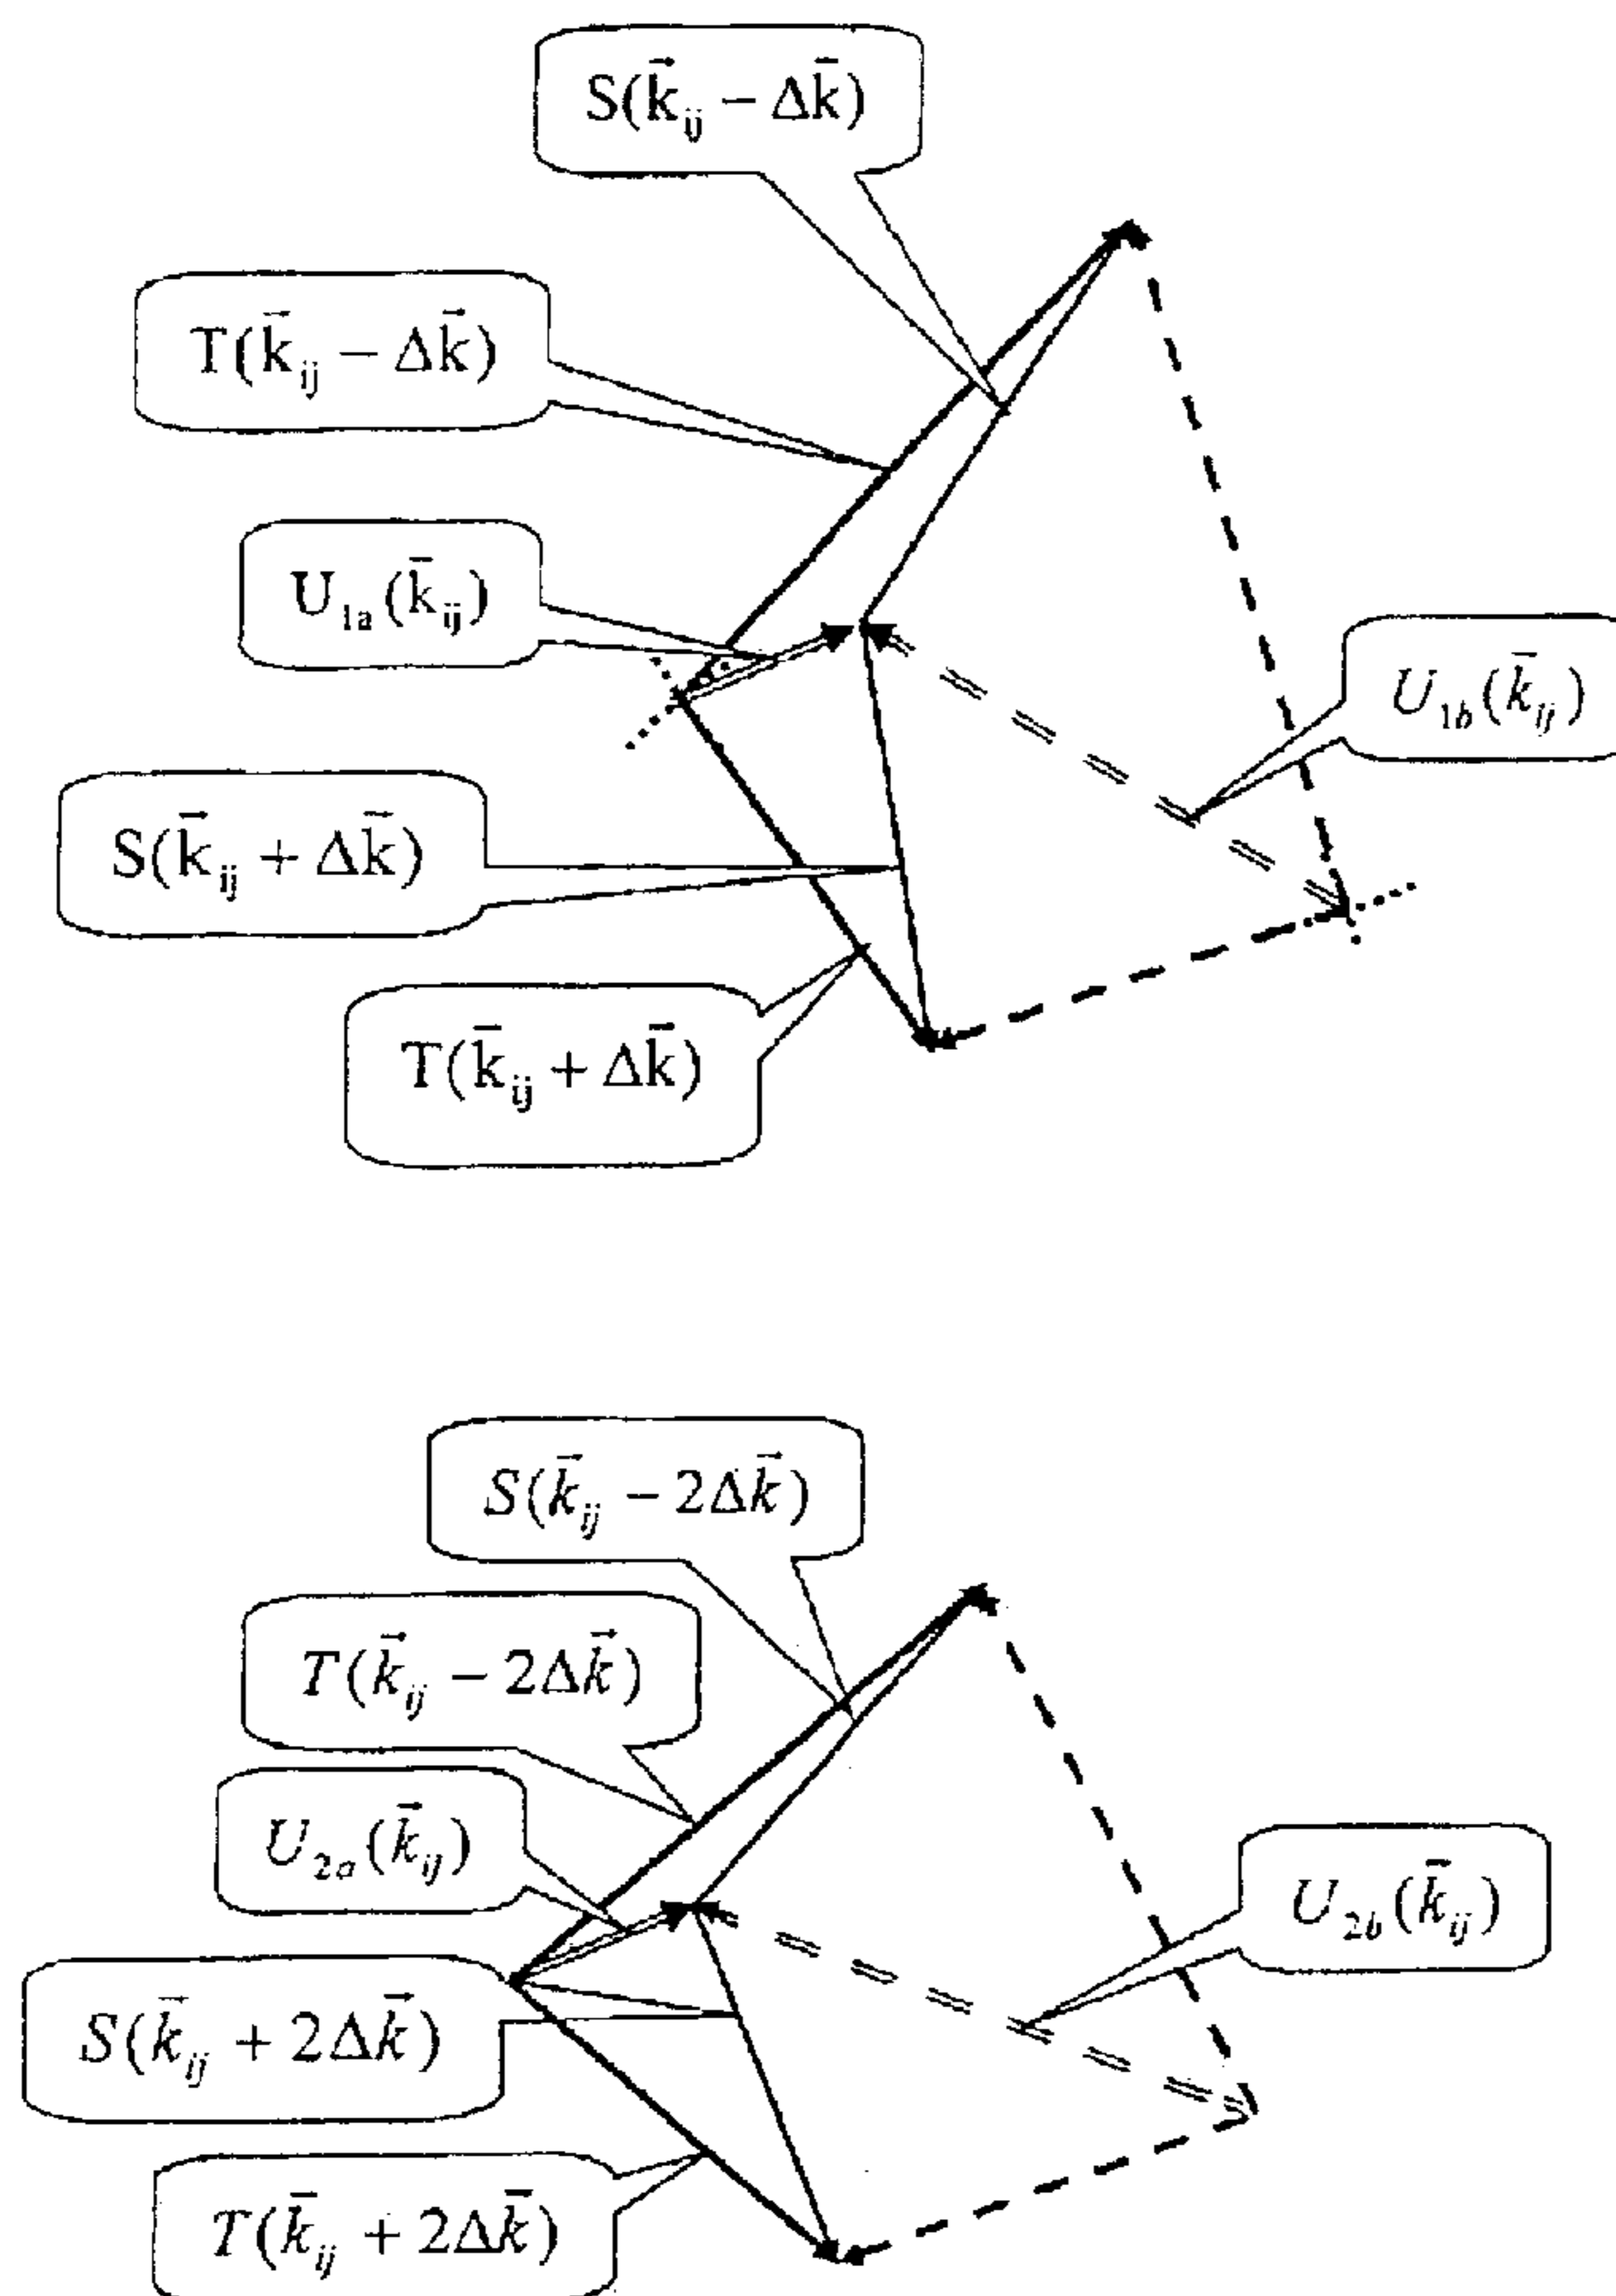 S(k⃗ᵢⱼ − Δk̄)
T(k̄ᵢⱼ − Δk⃗)
U₁ₐ(k̄ᵢⱼ)
U₁b(k̄ᵢⱼ)
S(k⃗ᵢⱼ + Δk̄)
T(k̄ᵢⱼ + Δk⃗)
S(k⃗ᵢⱼ − 2Δk⃗)
T(k⃗ᵢⱼ − 2Δk⃗)
U₂ₐ(k⃗ᵢⱼ)
U₂b(k̄ᵢⱼ)
S(k̄ᵢⱼ + 2Δk⃗)
T(k̄ᵢⱼ + 2Δk̄)